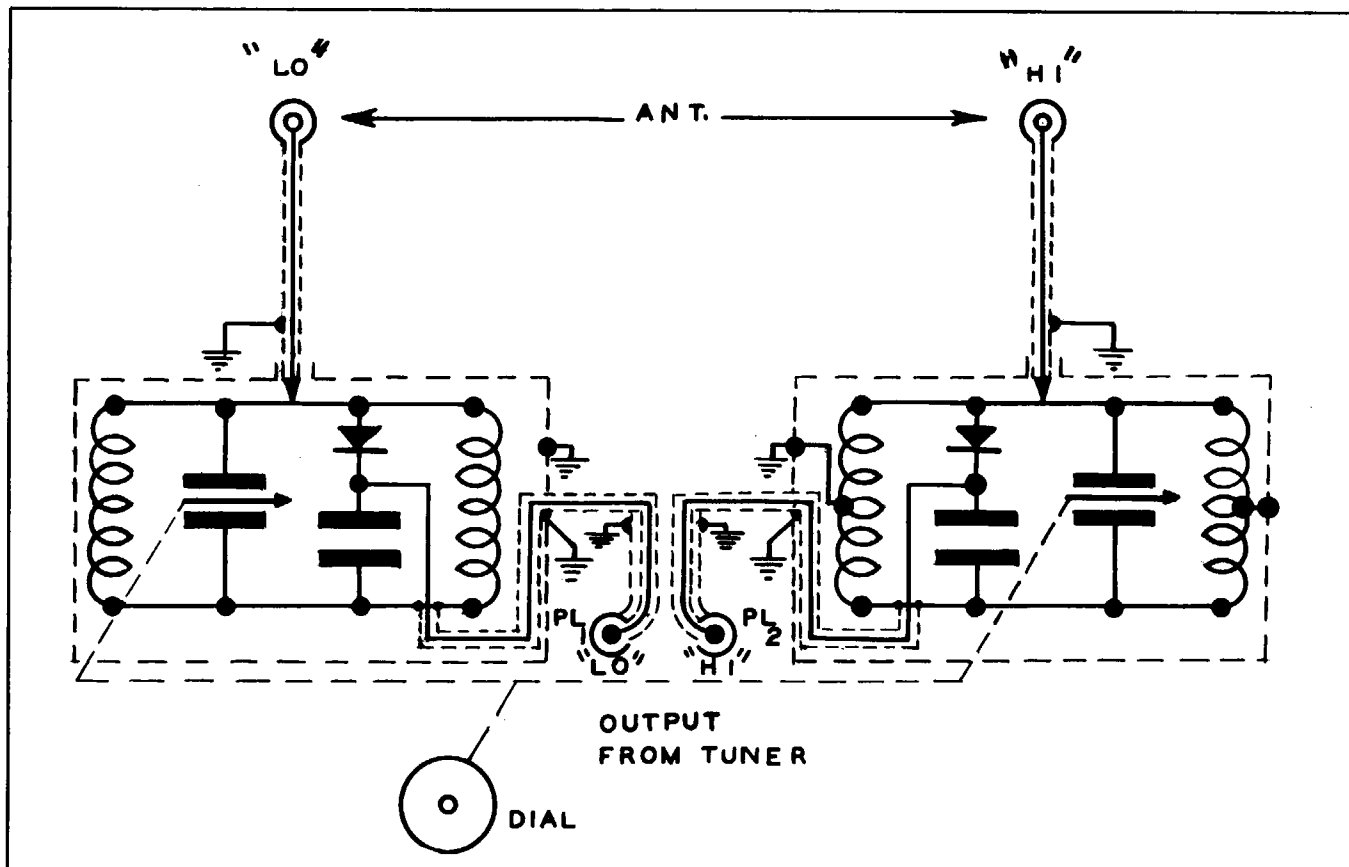 "LO"
"HI"
ANT.
PL
1
PL
2
"LO"
"HI"
OUTPUT
FROM TUNER
DIAL